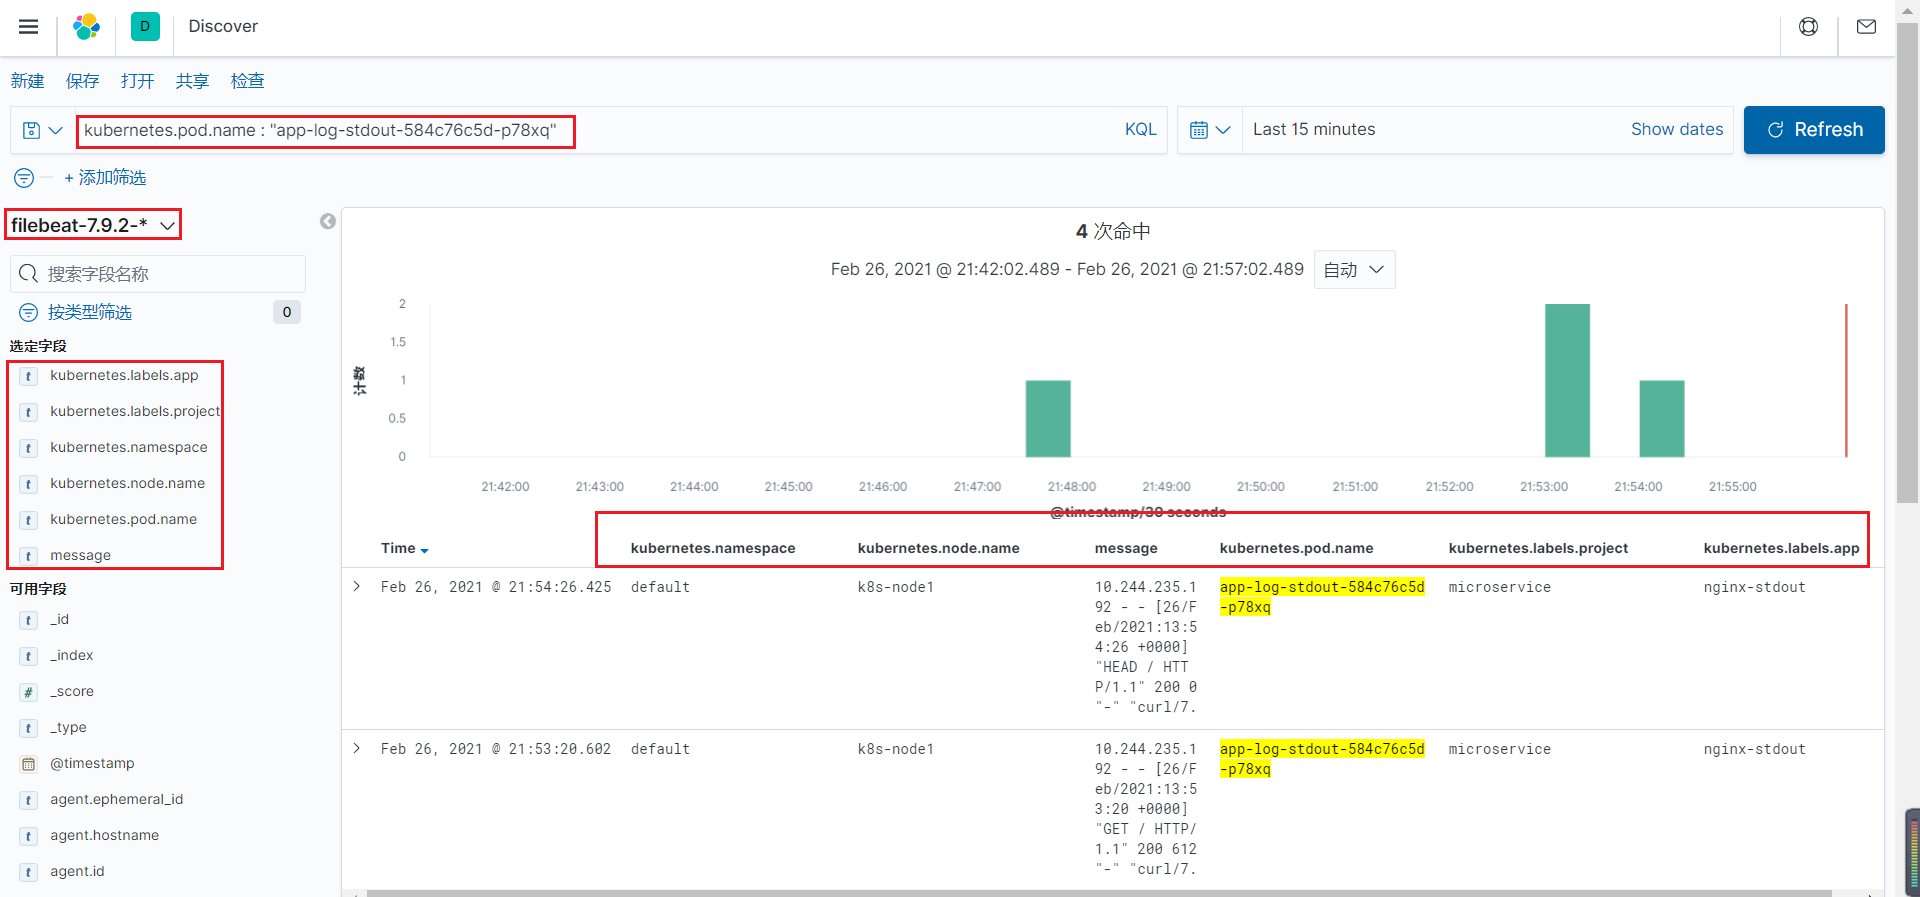 D Discover
新建 保存 打开 共享 检查
kubernetes.pod.name : "app-log-stdout-584c76c5d-p78xq" KQL Last 15 minutes Show dates Refresh
+ 添加筛选
filebeat-7.9.2-*
搜索字段名称
按类型筛选 0
选定字段
t kubernetes.labels.app
t kubernetes.labels.project
t kubernetes.namespace
t kubernetes.node.name
t kubernetes.pod.name
t message
可用字段
t _id
t _index
# _score
t _type
@timestamp
t agent.ephemeral_id
t agent.hostname
t agent.id
4 次命中
Feb 26, 2021 @ 21:42:02.489 - Feb 26, 2021 @ 21:57:02.489 自动
计数
2
1.5
1
0.5
0
21:42:00 21:43:00 21:44:00 21:45:00 21:46:00 21:47:00 21:48:00 21:49:00 21:50:00 21:51:00 21:52:00 21:53:00 21:54:00 21:55:00
@timestamp/30 seconds
Time kubernetes.namespace kubernetes.node.name message kubernetes.pod.name kubernetes.labels.project kubernetes.labels.app
Feb 26, 2021 @ 21:54:26.425 default k8s-node1 10.244.235.1 app-log-stdout-584c76c5d microservice nginx-stdout
92 - - [26/F -p78xq
eb/2021:13:5
4:26 +0000]
"HEAD / HTT
P/1.1" 200 0
"-" "curl/7.
Feb 26, 2021 @ 21:53:20.602 default k8s-node1 10.244.235.1 app-log-stdout-584c76c5d microservice nginx-stdout
92 - - [26/F -p78xq
eb/2021:13:5
3:20 +0000]
"GET / HTTP/
1.1" 200 612
"-" "curl/7.